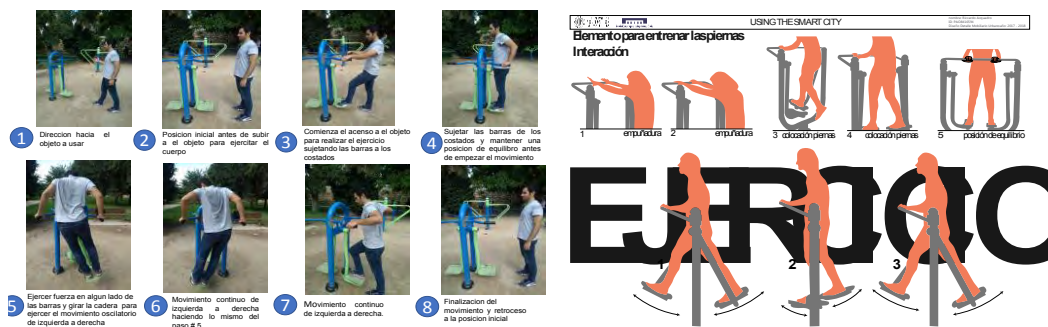 1
Direccion hacia el
objeto a usar
2
Posicion inicial antes de subir
a el objeto para ejercitar el
cuerpo
3
Comienza el acenso a el objeto
para realizar el ejercicio
sujetando las barras a los
costados
4
Sujetar las barras de los
costados y mantener una
posicion de equilibro antes
de empezar el movimiento
5
Ejercer fuerza en algun lado de
las barras y girar la cadera para
ejercer el movimiento oscilatorio
de izquierda a derecha
6
Movimiento continuo de
izquierda a derecha
haciendo lo mismo del
paso # 5
7
Movimiento continuo
de izquierda a derecha.
8
Finalizacion del
movimiento y retroceso
a la posicion inicial
USING THE SMART CITY
Elemento para entrenar las piernas
Interacción
1 empuñadura
2 empuñadura
3 colocación piernas
4 colocación piernas
5 posición de equilibrio
EJERCICIO
1
2
3